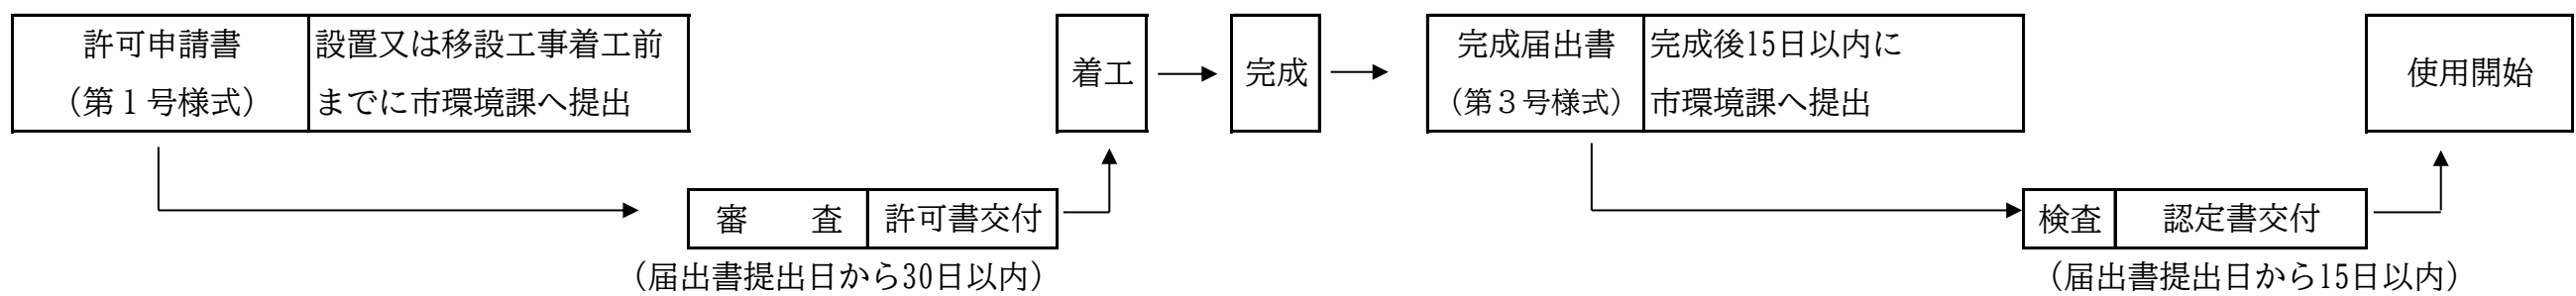 許可申請書
(第1号様式)
設置又は移設工事着工前
までに市環境課へ提出
審　　査
許可書交付
(届出書提出日から30日以内)
着工
完成
完成届出書
(第3号様式)
完成後15日以内に
市環境課へ提出
検査
認定書交付
(届出書提出日から15日以内)
使用開始